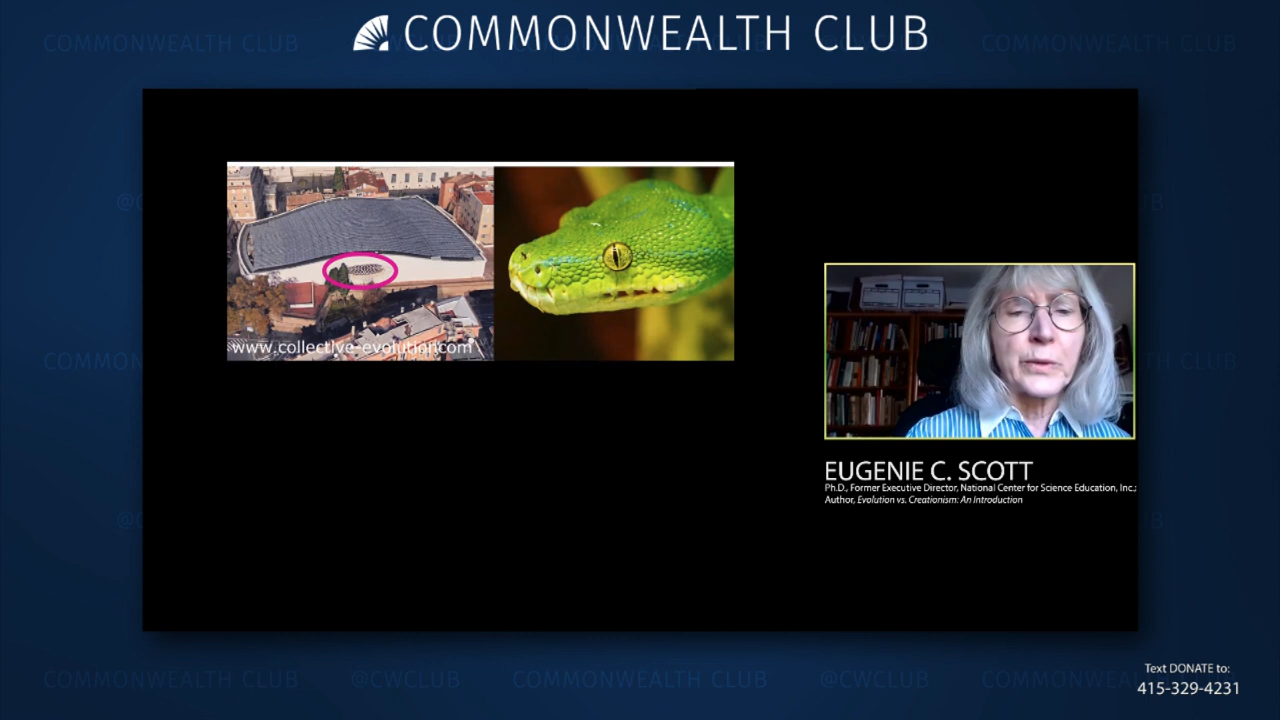 COMMONWEALTH CLUB
COMMONWEALTH CLUB
COMMONWEALTH CLUB
www.collective-evolution.com
EUGENIE C. SCOTT
Ph.D., Former Executive Director, National Center for Science Education, Inc.;
Author, Evolution vs. Creationism: An Introduction
COMMONWEALTH CLUB
@CWCLUB
COMMONWEALTH CLUB
@CWCLUB
Text DONATE to:
415-329-4231